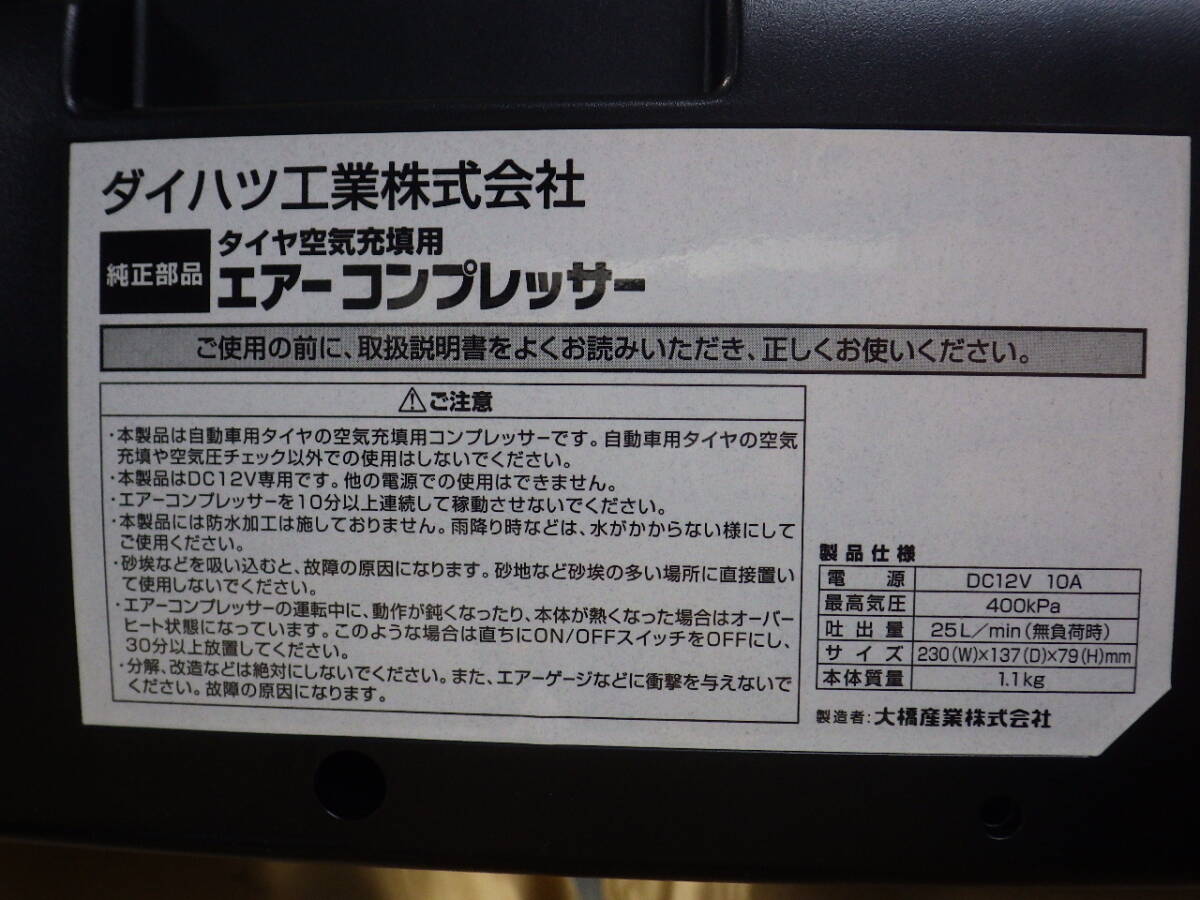 ダイハツ工業株式会社
純正部品
タイヤ空気充填用
エアーコンプレッサー
ご使用の前に、取扱説明書をよくお読みいただき、正しくお使いください。
⚠ご注意
・本製品は自動車用タイヤの空気充填用コンプレッサーです。自動車用タイヤの空気
充填や空気圧チェック以外での使用はしないでください。
・本製品はDC12V専用です。他の電源での使用はできません。
・エアーコンプレッサーを10分以上連続して稼動させないでください。
・本製品には防水加工は施しておりません。雨降り時などは、水がかからない様にして
ご使用ください。
・砂埃などを吸い込むと、故障の原因になります。砂地など砂埃の多い場所に直接置い
て使用しないでください。
・エアーコンプレッサーの運転中に、動作が鈍くなったり、本体が熱くなった場合はオーバー
ヒート状態になっています。このような場合は直ちにON/OFFスイッチをOFFにし、
30分以上放置してください。
・分解、改造などは絶対にしないでください。また、エアーゲージなどに衝撃を与えないで
ください。故障の原因になります。
製品仕様
電源 DC12V 10A
最高気圧 400kPa
吐出量 25L/min(無負荷時)
サイズ 230(W)×137(D)×79(H)mm
本体質量 1.1kg
製造者:大橋産業株式会社